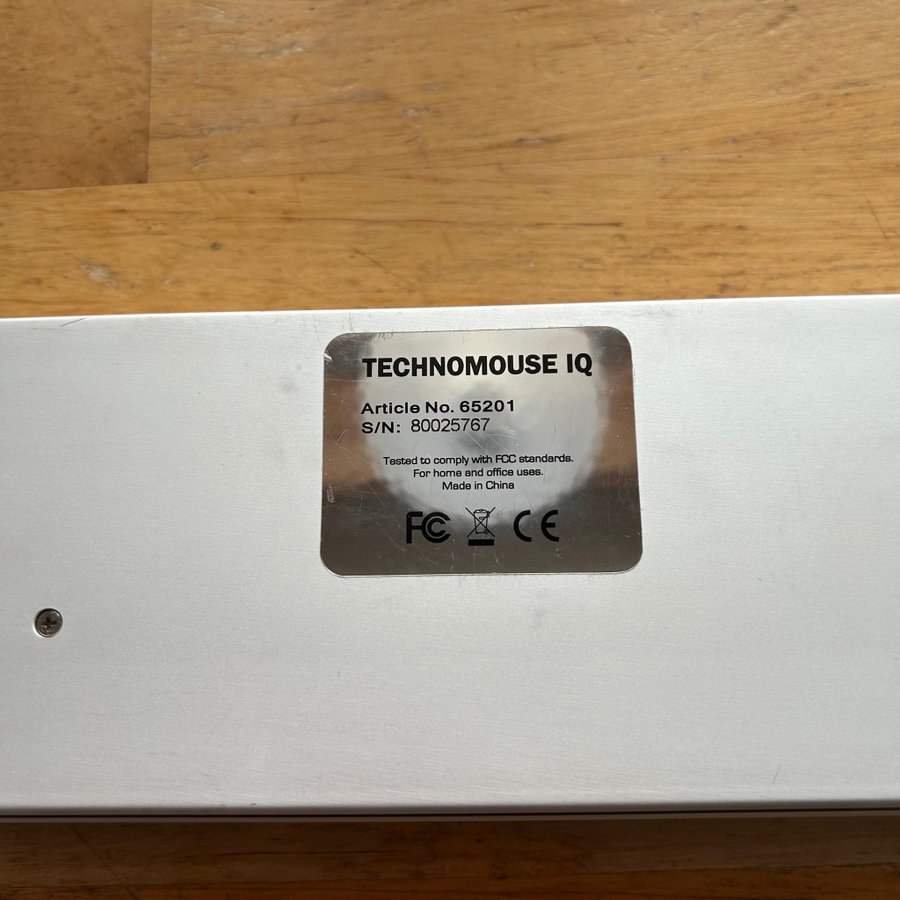 TECHNOMOUSE IQ
Article No. 65201
S/N: 80025767
Tested to comply with FCC standards.
For home and office uses.
Made in China
FC CE